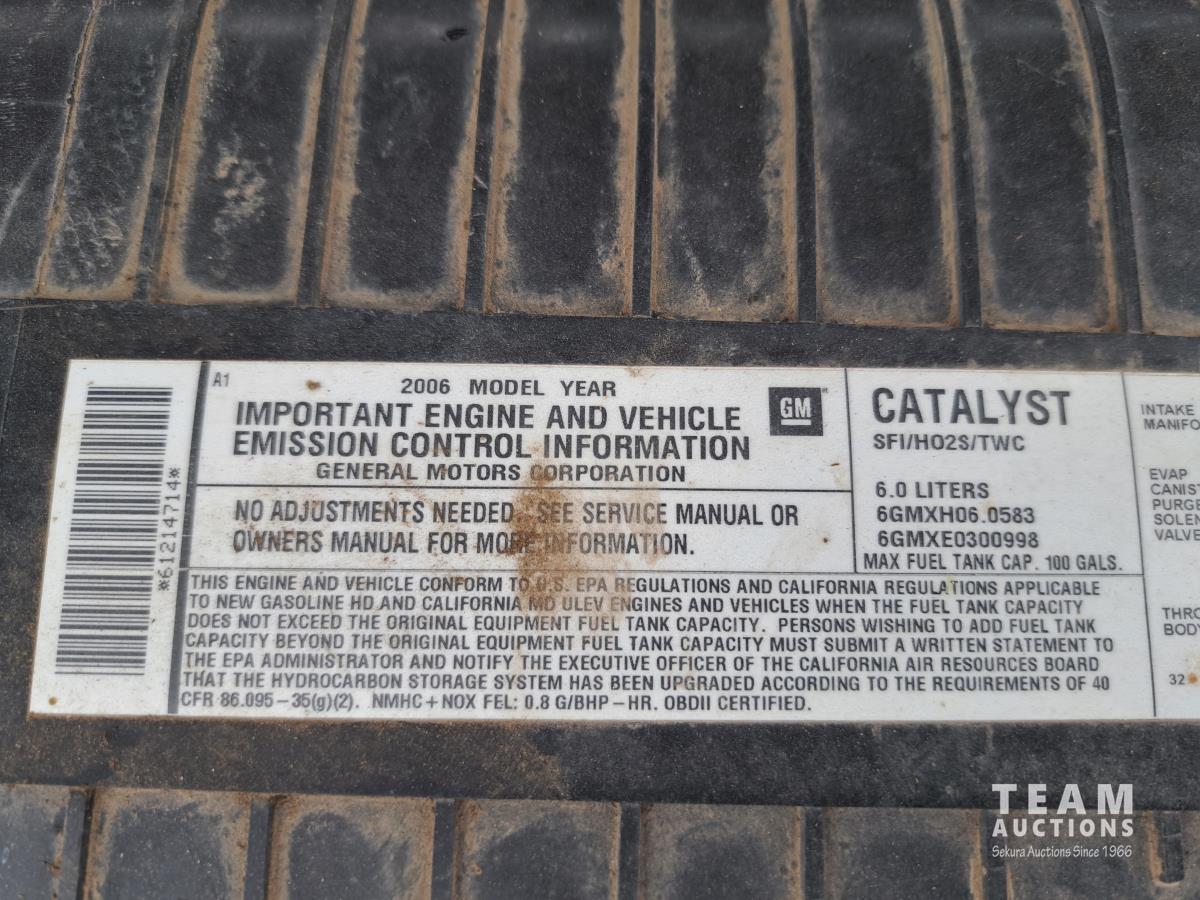 *61214714*
A1
2006 MODEL YEAR
IMPORTANT ENGINE AND VEHICLE
EMISSION CONTROL INFORMATION
GENERAL MOTORS CORPORATION
GM
NO ADJUSTMENTS NEEDED. SEE SERVICE MANUAL OR
OWNERS MANUAL FOR MORE INFORMATION.
CATALYST
SFI/HO2S/TWC
6.0 LITERS
6GMXH06.0583
6GMXE0300998
MAX FUEL TANK CAP. 100 GALS.
THIS ENGINE AND VEHICLE CONFORM TO U.S. EPA REGULATIONS AND CALIFORNIA REGULATIONS APPLICABLE
TO NEW GASOLINE HD AND CALIFORNIA MD ULEV ENGINES AND VEHICLES WHEN THE FUEL TANK CAPACITY
DOES NOT EXCEED THE ORIGINAL EQUIPMENT FUEL TANK CAPACITY. PERSONS WISHING TO ADD FUEL TANK
CAPACITY BEYOND THE ORIGINAL EQUIPMENT FUEL TANK CAPACITY MUST SUBMIT A WRITTEN STATEMENT TO
THE EPA ADMINISTRATOR AND NOTIFY THE EXECUTIVE OFFICER OF THE CALIFORNIA AIR RESOURCES BOARD
THAT THE HYDROCARBON STORAGE SYSTEM HAS BEEN UPGRADED ACCORDING TO THE REQUIREMENTS OF 40
CFR 86.095-35(g)(2). NMHC+NOX FEL: 0.8 G/BHP-HR. OBDII CERTIFIED.
INTAKE
MANIFO
EVAP
CANIST
PURGE
SOLEN
VALVE
THRO
BODY
32
TEAM
AUCTIONS
Sekura Auctions Since 1966